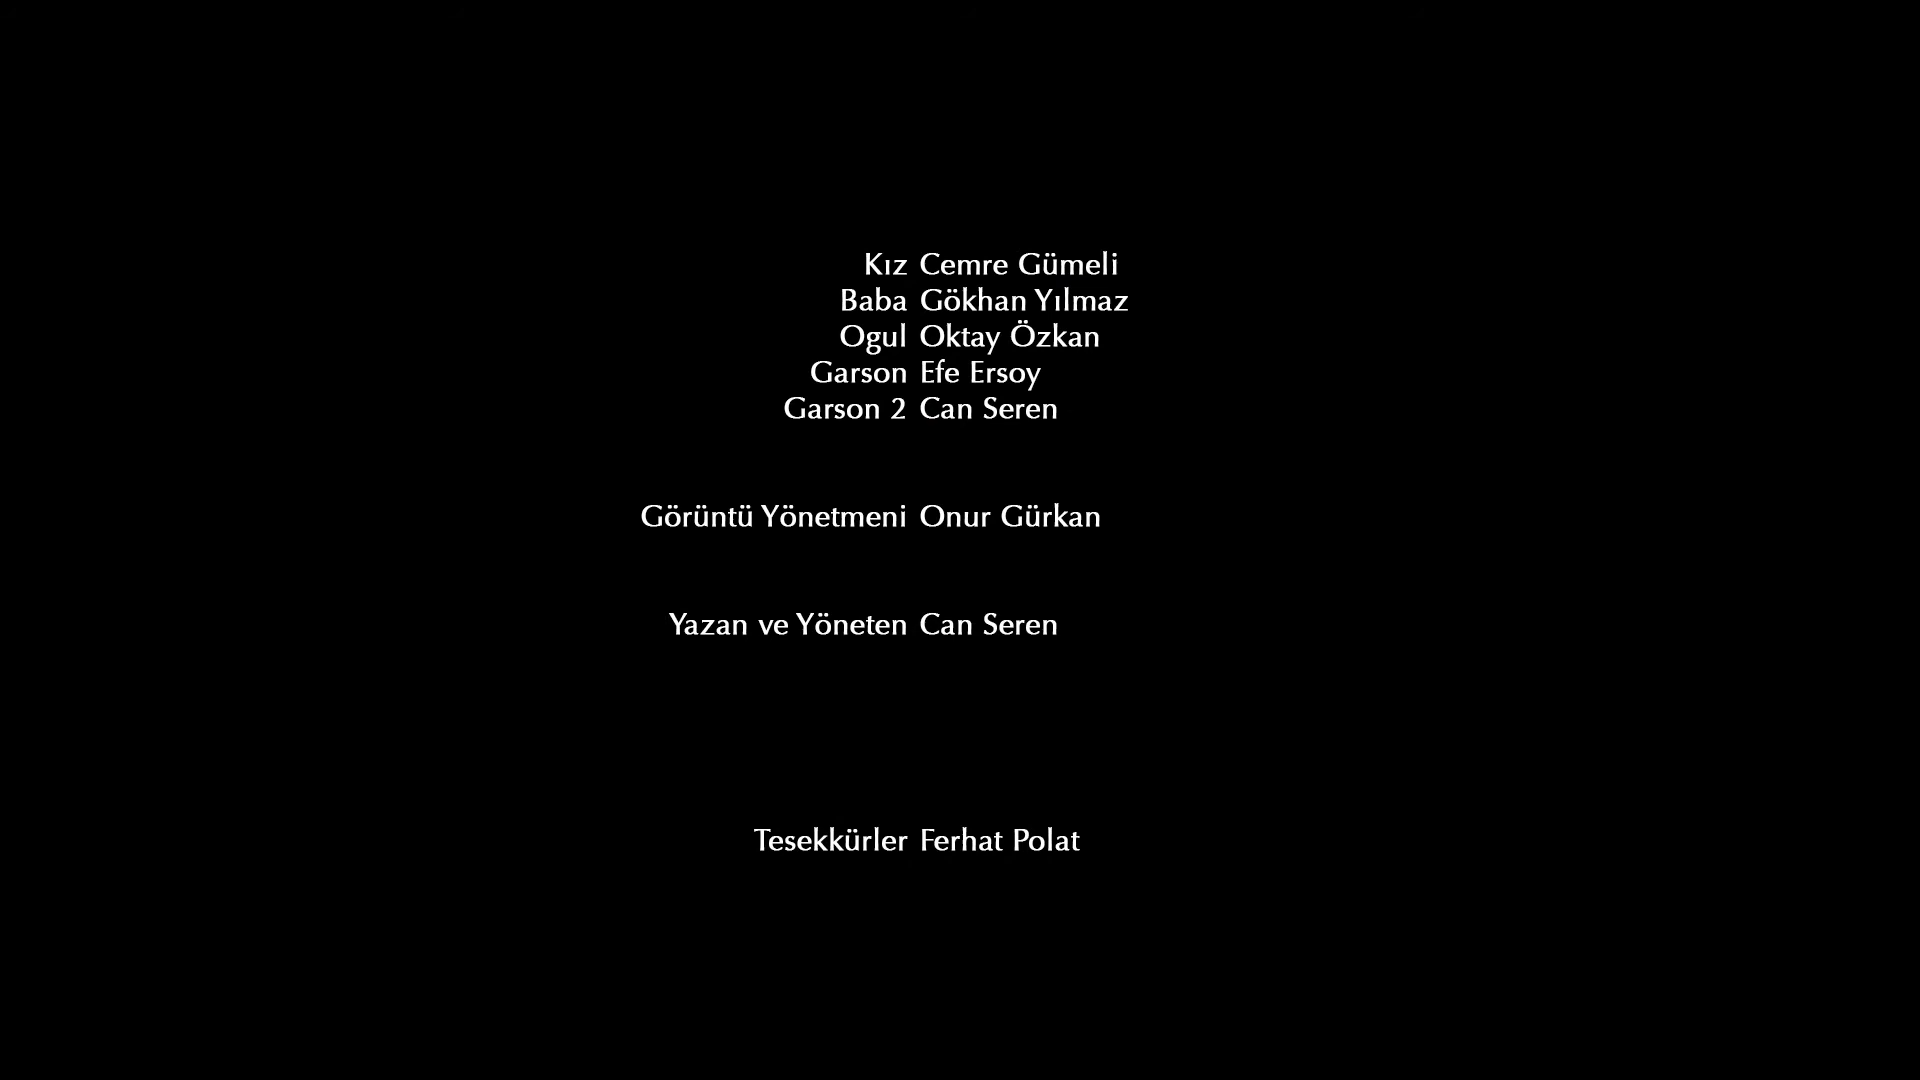 Kız Cemre Gümeli
Baba Gökhan Yılmaz
Ogul Oktay Özkan
Garson Efe Ersoy
Garson 2 Can Seren
Görüntü Yönetmeni Onur Gürkan
Yazan ve Yöneten Can Seren
Tesekkürler Ferhat Polat